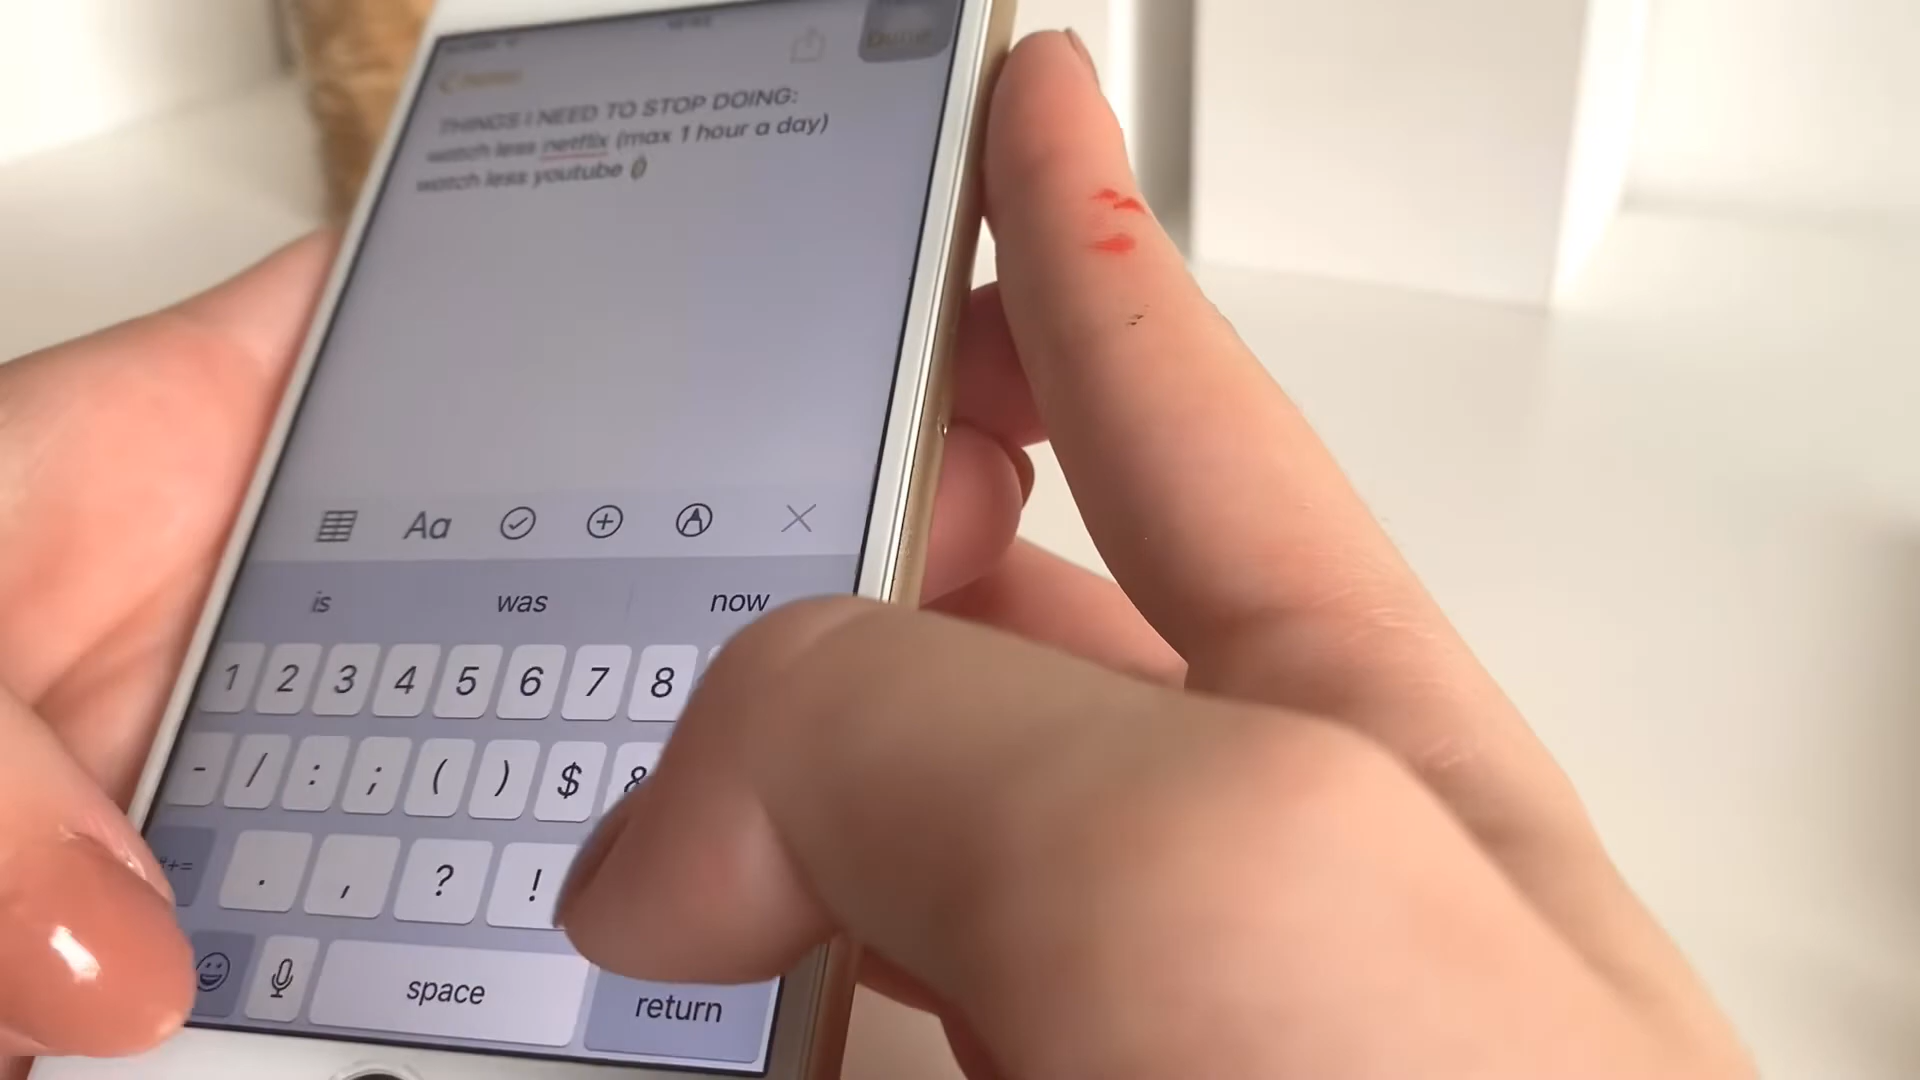 Done
THINGS I NEED TO STOP DOING:
watch less netflix (max 1 hour a day)
watch less youtube ()
Aa
is was now
1 2 3 4 5 6 7 8
- / : ; ( ) $ &
#+= . , ? !
space return